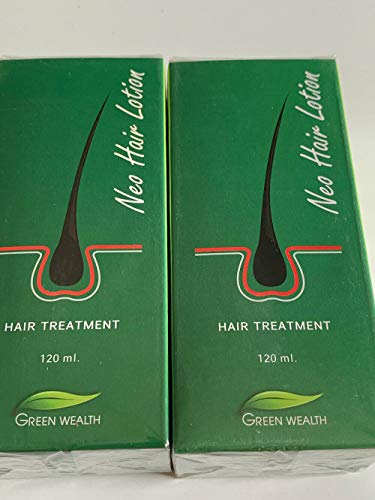 Neo Hair Lotion
HAIR TREATMENT
120 ml.
GREEN WEALTH
Neo Hair Lotion
HAIR TREATMENT
120 ml.
GREEN WEALTH